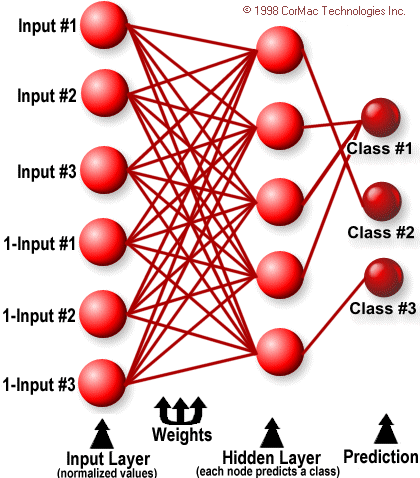 © 1998 CorMac Technologies Inc.
Input #1
Input #2
Input #3
1-Input #1
1-Input #2
1-Input #3
Class #1
Class #2
Class #3
Weights
Input Layer
(normalized values)
Hidden Layer
(each node predicts a class)
Prediction